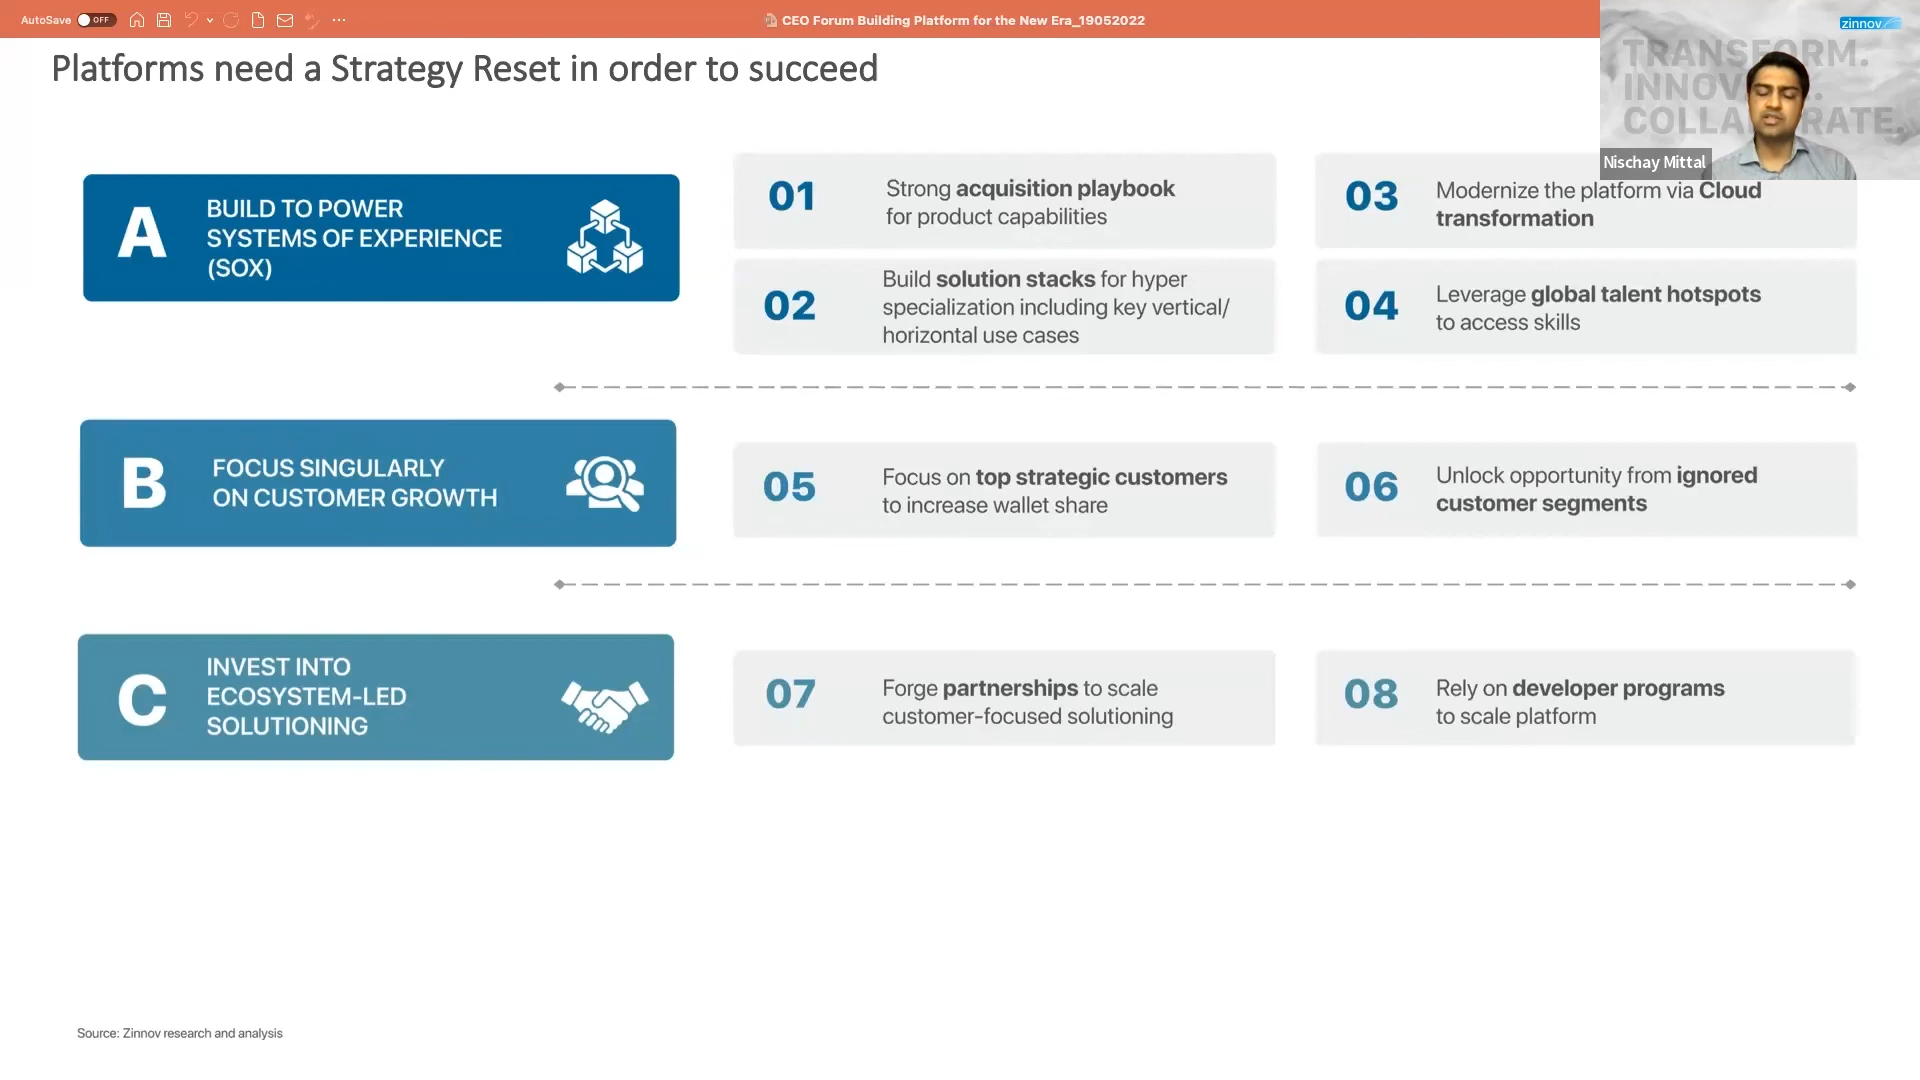 AutoSave OFF
CEO Forum Building Platform for the New Era_19052022
zinnov
TRANSFORM.
Nischay Mittal
Platforms need a Strategy Reset in order to succeed
A
BUILD TO POWER
SYSTEMS OF EXPERIENCE
(SOX)
01
Strong acquisition playbook
for product capabilities
02
Build solution stacks for hyper
specialization including key vertical/
horizontal use cases
03
Modernize the platform via Cloud
transformation
04
Leverage global talent hotspots
to access skills
B
FOCUS SINGULARLY
ON CUSTOMER GROWTH
05
Focus on top strategic customers
to increase wallet share
06
Unlock opportunity from ignored
customer segments
C
INVEST INTO
ECOSYSTEM-LED
SOLUTIONING
07
Forge partnerships to scale
customer-focused solutioning
08
Rely on developer programs
to scale platform
Source: Zinnov research and analysis